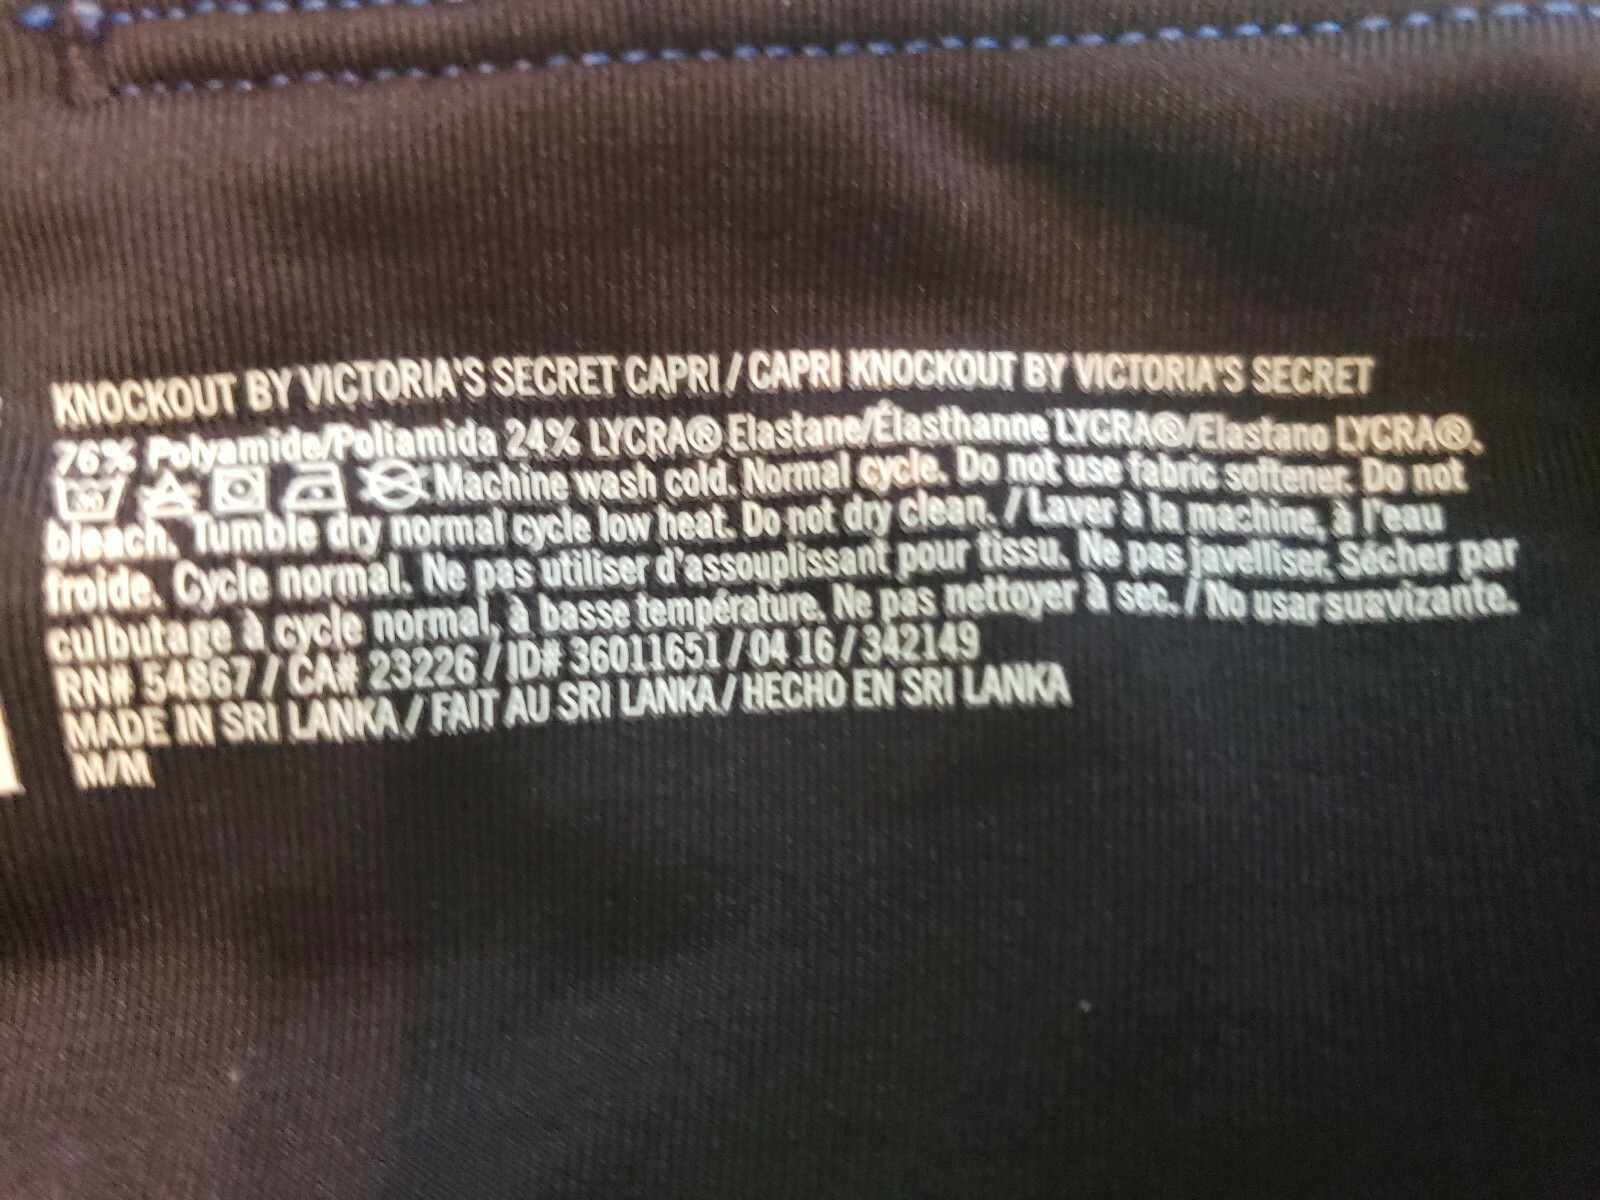 KNOCKOUT BY VICTORIA'S SECRET CAPRI / CAPRI KNOCKOUT BY VICTORIA'S SECRET
76% Polyamide/Poliamida 24% LYCRA® Elastane/Élasthanne LYCRA®/Elastano LYCRA®.
30 Machine wash cold. Normal cycle. Do not use fabric softener. Do not
bleach. Tumble dry normal cycle low heat. Do not dry clean. / Laver à la machine, à l'eau
froide. Cycle normal. Ne pas utiliser d'assouplissant pour tissu. Ne pas javelliser. Sécher par
culbutage à cycle normal, à basse température. Ne pas nettoyer à sec. / No usar suavizante.
RN# 54867 / CA# 23226 / ID# 36011651 / 04 16 / 342149
MADE IN SRI LANKA / FAIT AU SRI LANKA / HECHO EN SRI LANKA
M/M